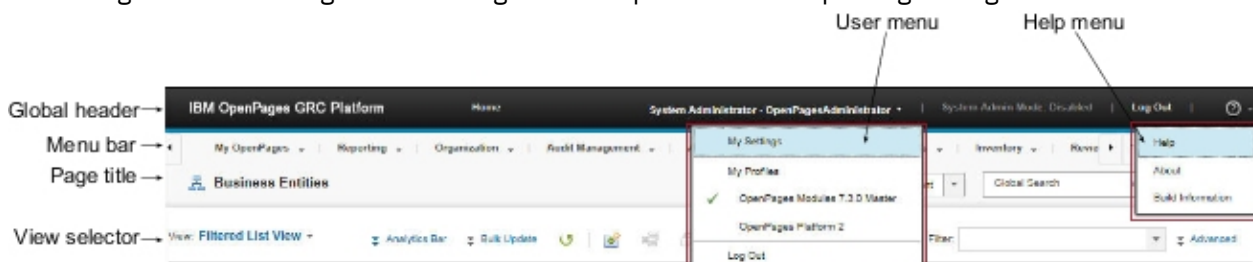 User menu Help menu
Global header IBM OpenPages GRC Platform Home System Administrator - OpenPagesAdministrator | System Admin Mode: Disabled | Log Out |
Menu bar My OpenPages | Reporting | Organization | Audit Management | My Settings | Inventory | Help
Page title Business Entities My Profiles Global Search About
OpenPages Modules 7.3.0 Master Build Information
OpenPages Platform 2
View selector View: Filtered List View Analytics Bar Bulk Update Filter: Advanced
Log Out